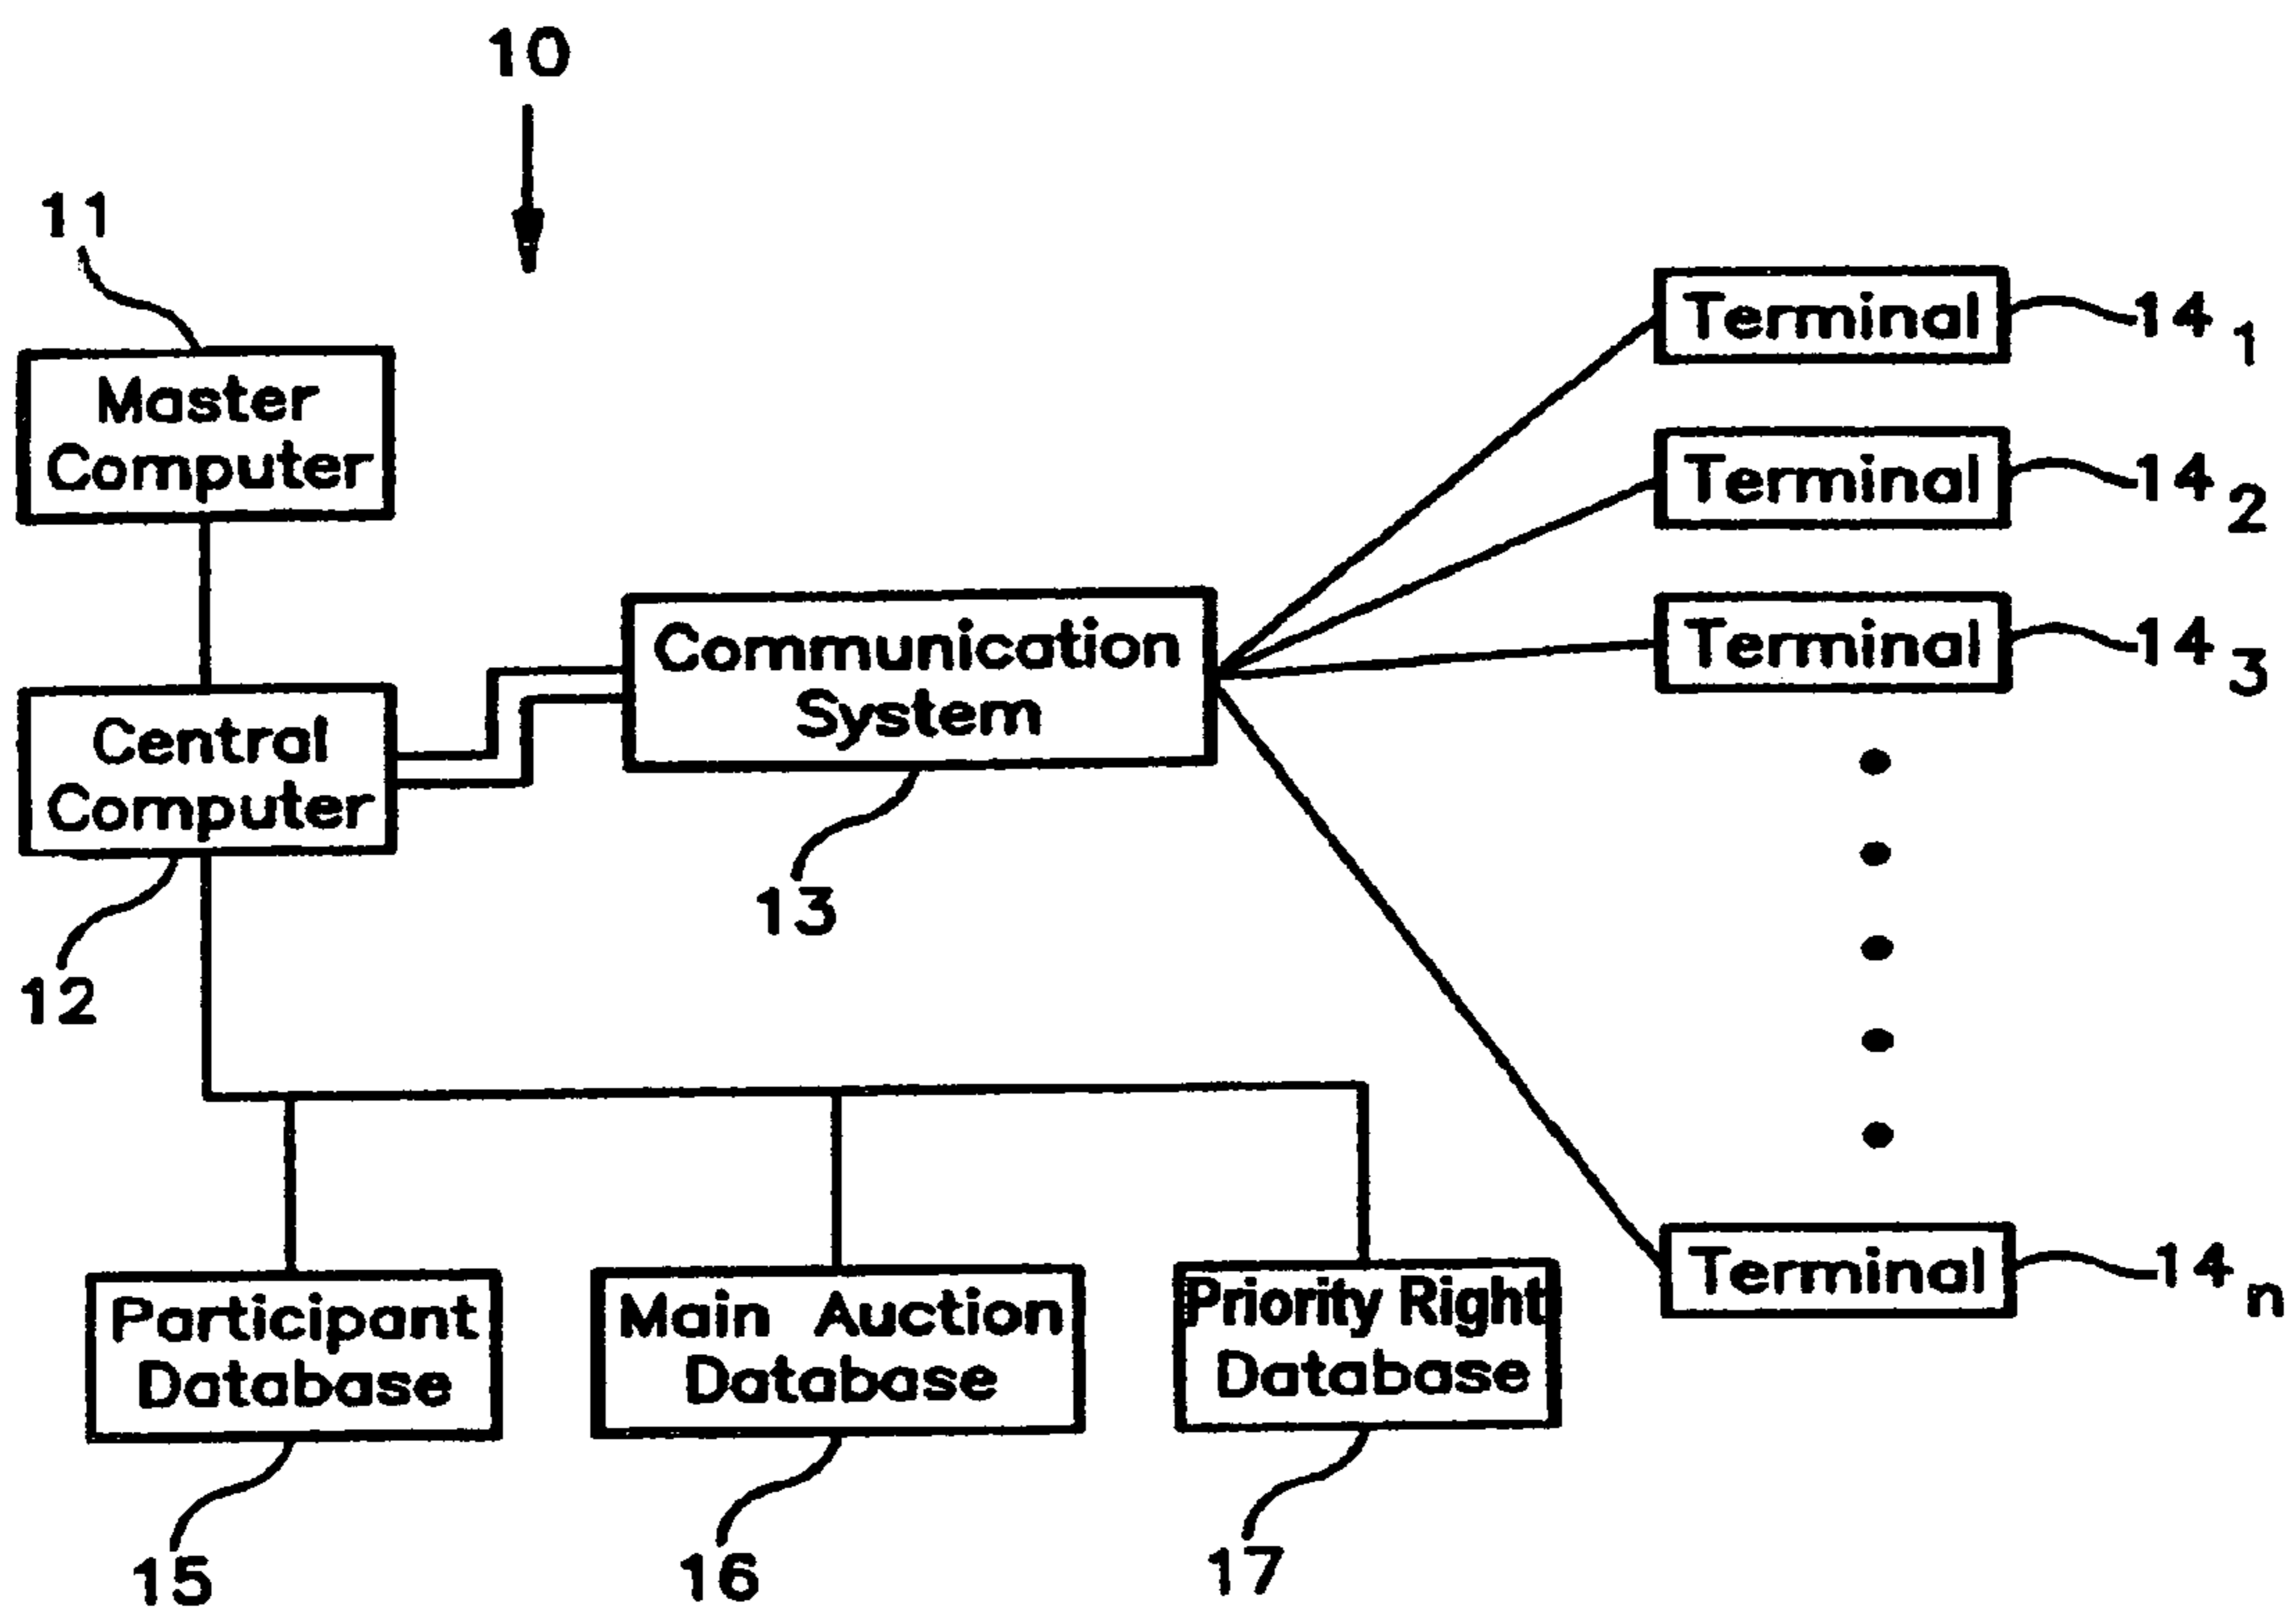 10
11
Master
Computer
Terminal
14 1
Terminal
14 2
Terminal
14 3
Communication
System
13
Central
Computer
12
Terminal
14 n
Participant
Database
15
Main Auction
Database
16
Priority Right
Database
17